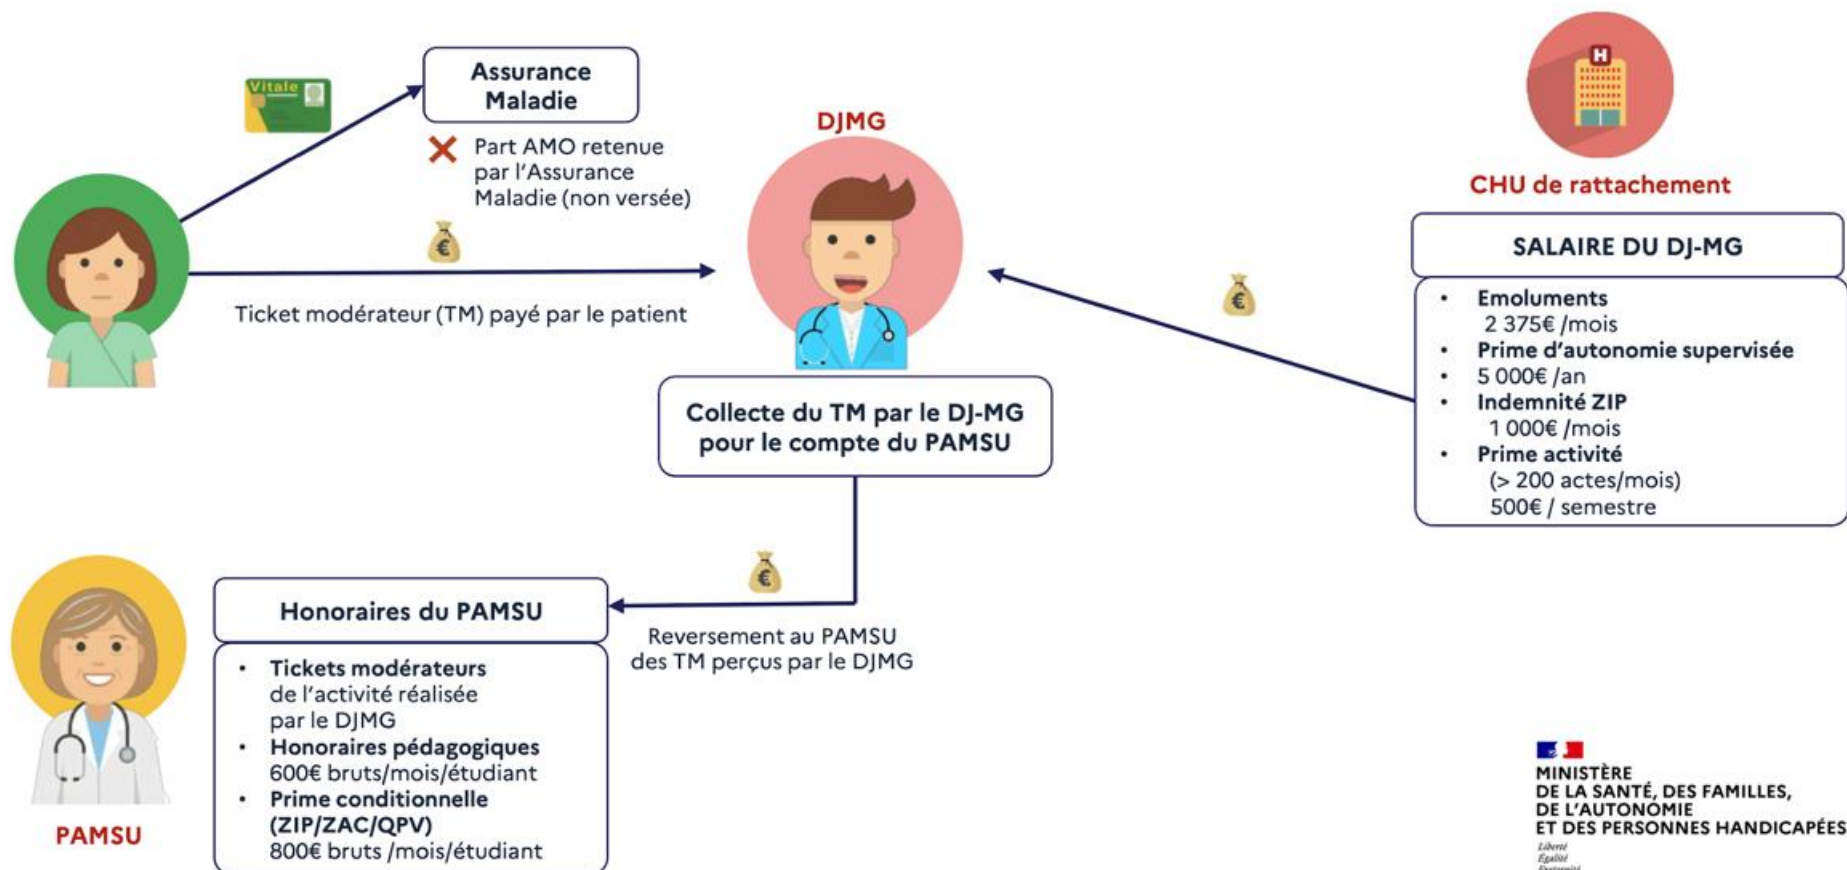 Vitale
Assurance
Maladie
Part AMO retenue
par l'Assurance
Maladie (non versée)
DJMG
H
CHU de rattachement
SALAIRE DU DJ-MG
• Emoluments
2 375€ /mois
• Prime d'autonomie supervisée
• 5 000€ /an
• Indemnité ZIP
1 000€ /mois
• Prime activité
(> 200 actes/mois)
500€ / semestre
€
€
Ticket modérateur (TM) payé par le patient
Collecte du TM par le DJ-MG
pour le compte du PAMSU
€
Reversement au PAMSU
des TM perçus par le DJMG
PAMSU
Honoraires du PAMSU
• Tickets modérateurs
de l'activité réalisée
par le DJMG
• Honoraires pédagogiques
600€ bruts/mois/étudiant
• Prime conditionnelle
(ZIP/ZAC/QPV)
800€ bruts /mois/étudiant
MINISTÈRE
DE LA SANTÉ, DES FAMILLES,
DE L'AUTONOMIE
ET DES PERSONNES HANDICAPÉES
Liberté
Égalité
Fraternité